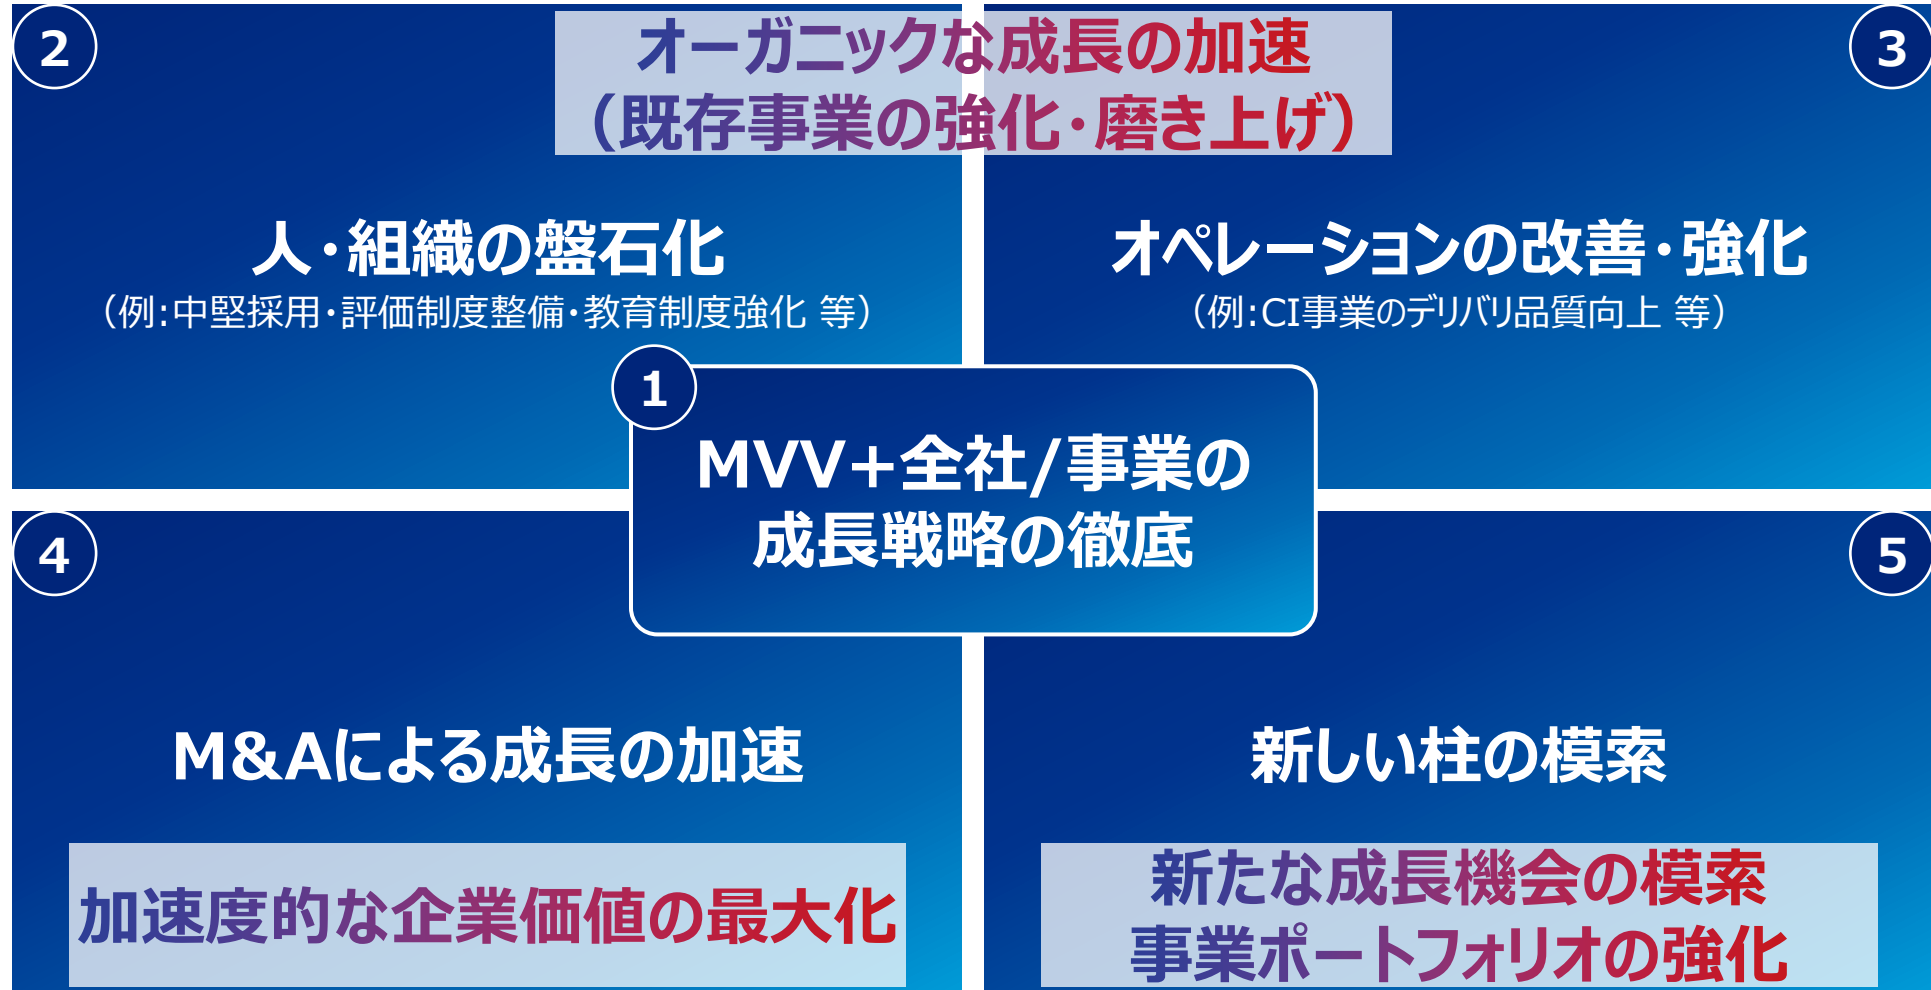 2
オーガニックな成長の加速
（既存事業の強化・磨き上げ）
3
人・組織の盤石化
（例:中堅採用・評価制度整備・教育制度強化 等）
オペレーションの改善・強化
（例:CI事業のデリバリ品質向上 等）
1
MVV+全社/事業の
成長戦略の徹底
4
M&Aによる成長の加速
加速度的な企業価値の最大化
5
新しい柱の模索
新たな成長機会の模索
事業ポートフォリオの強化